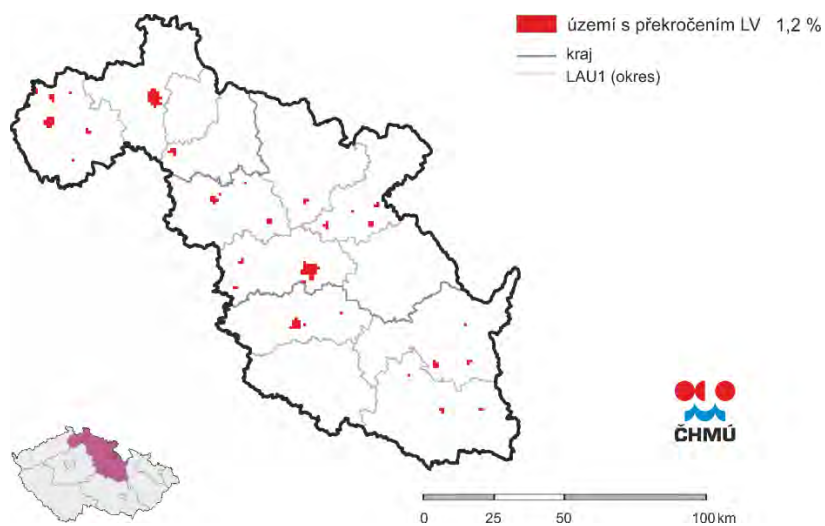 území s překročením LV 1,2 %
kraj
LAU1 (okres)
ČHMÚ
0 25 50 100 km